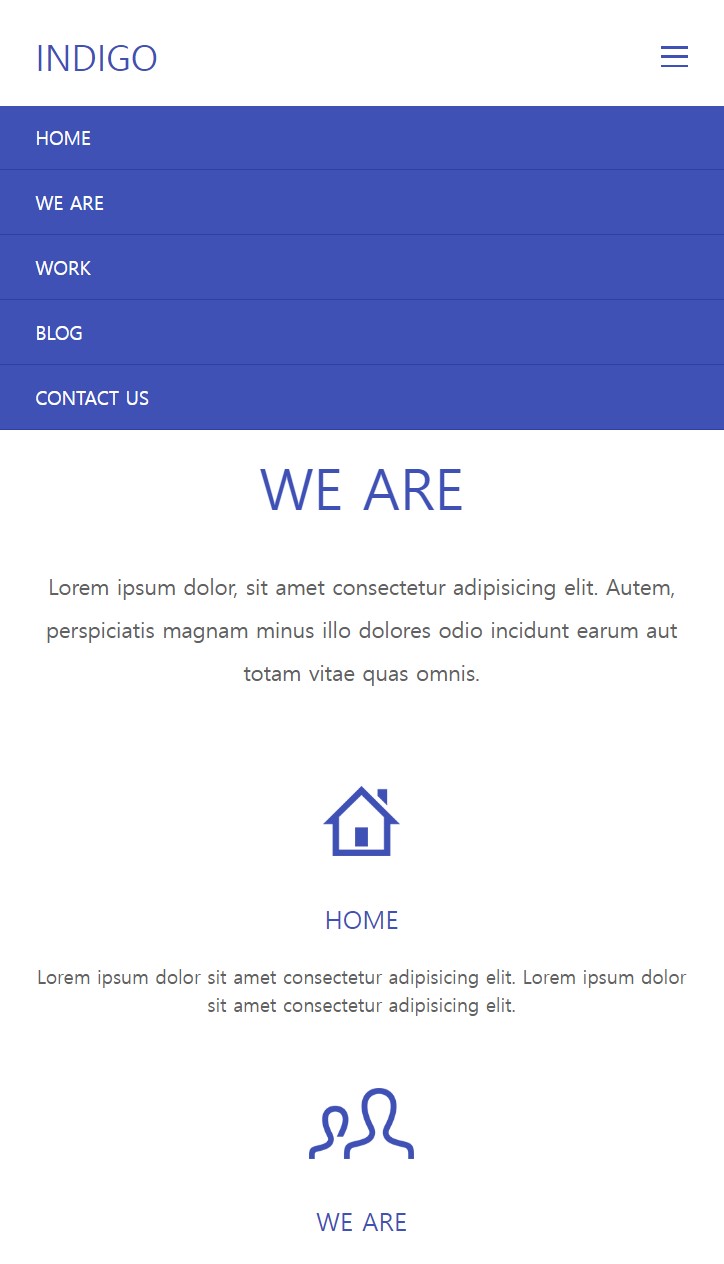 INDIGO
HOME
WE ARE
WORK
BLOG
CONTACT US
WE ARE
Lorem ipsum dolor, sit amet consectetur adipisicing elit. Autem,
perspiciatis magnam minus illo dolores odio incidunt earum aut
totam vitae quas omnis.
HOME
Lorem ipsum dolor sit amet consectetur adipisicing elit. Lorem ipsum dolor
sit amet consectetur adipisicing elit.
WE ARE